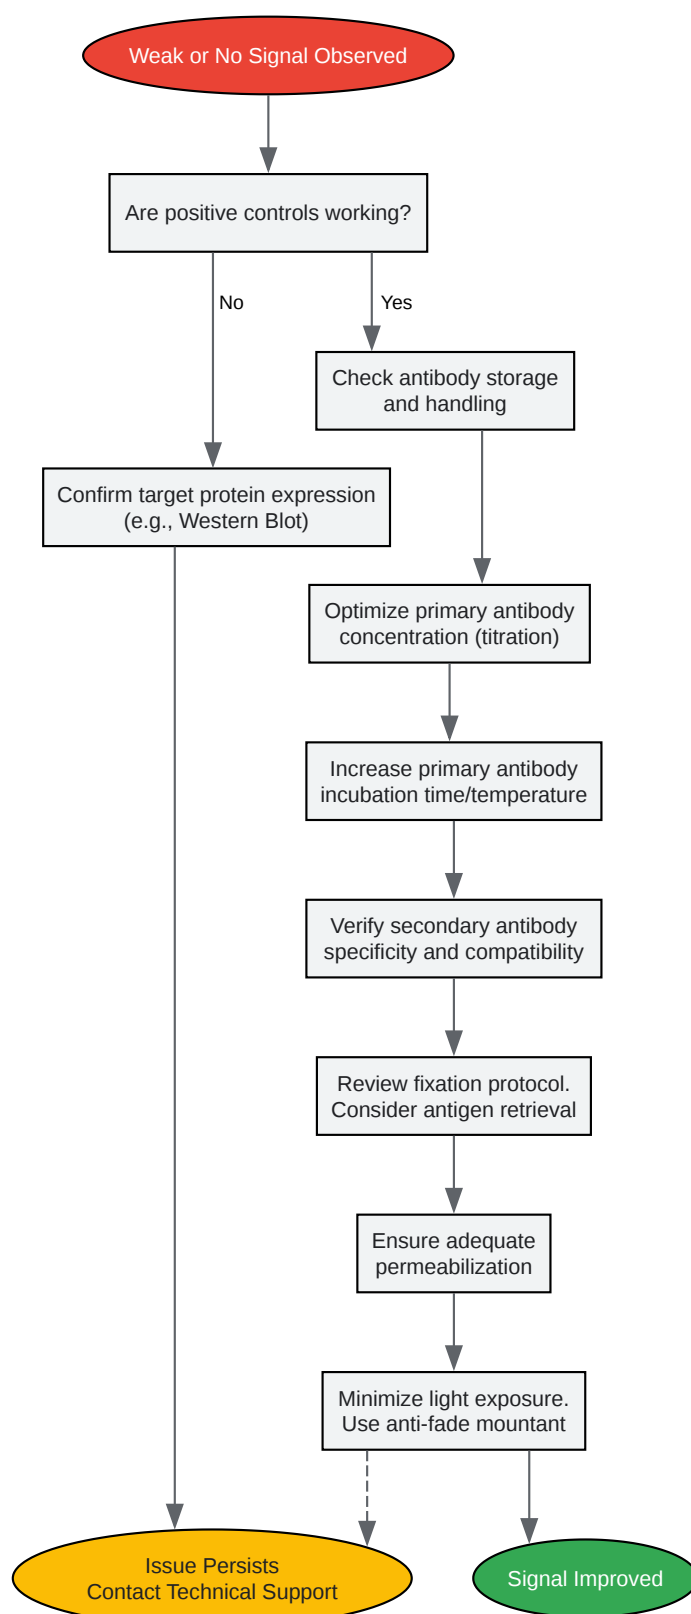 Weak or No Signal Observed
Are positive controls working?
No
Yes
Check antibody storage
and handling
Confirm target protein expression
(e.g., Western Blot)
Optimize primary antibody
concentration (titration)
Increase primary antibody
incubation time/temperature
Verify secondary antibody
specificity and compatibility
Review fixation protocol.
Consider antigen retrieval
Ensure adequate
permeabilization
Minimize light exposure.
Use anti-fade mountant
Issue Persists
Contact Technical Support
Signal Improved